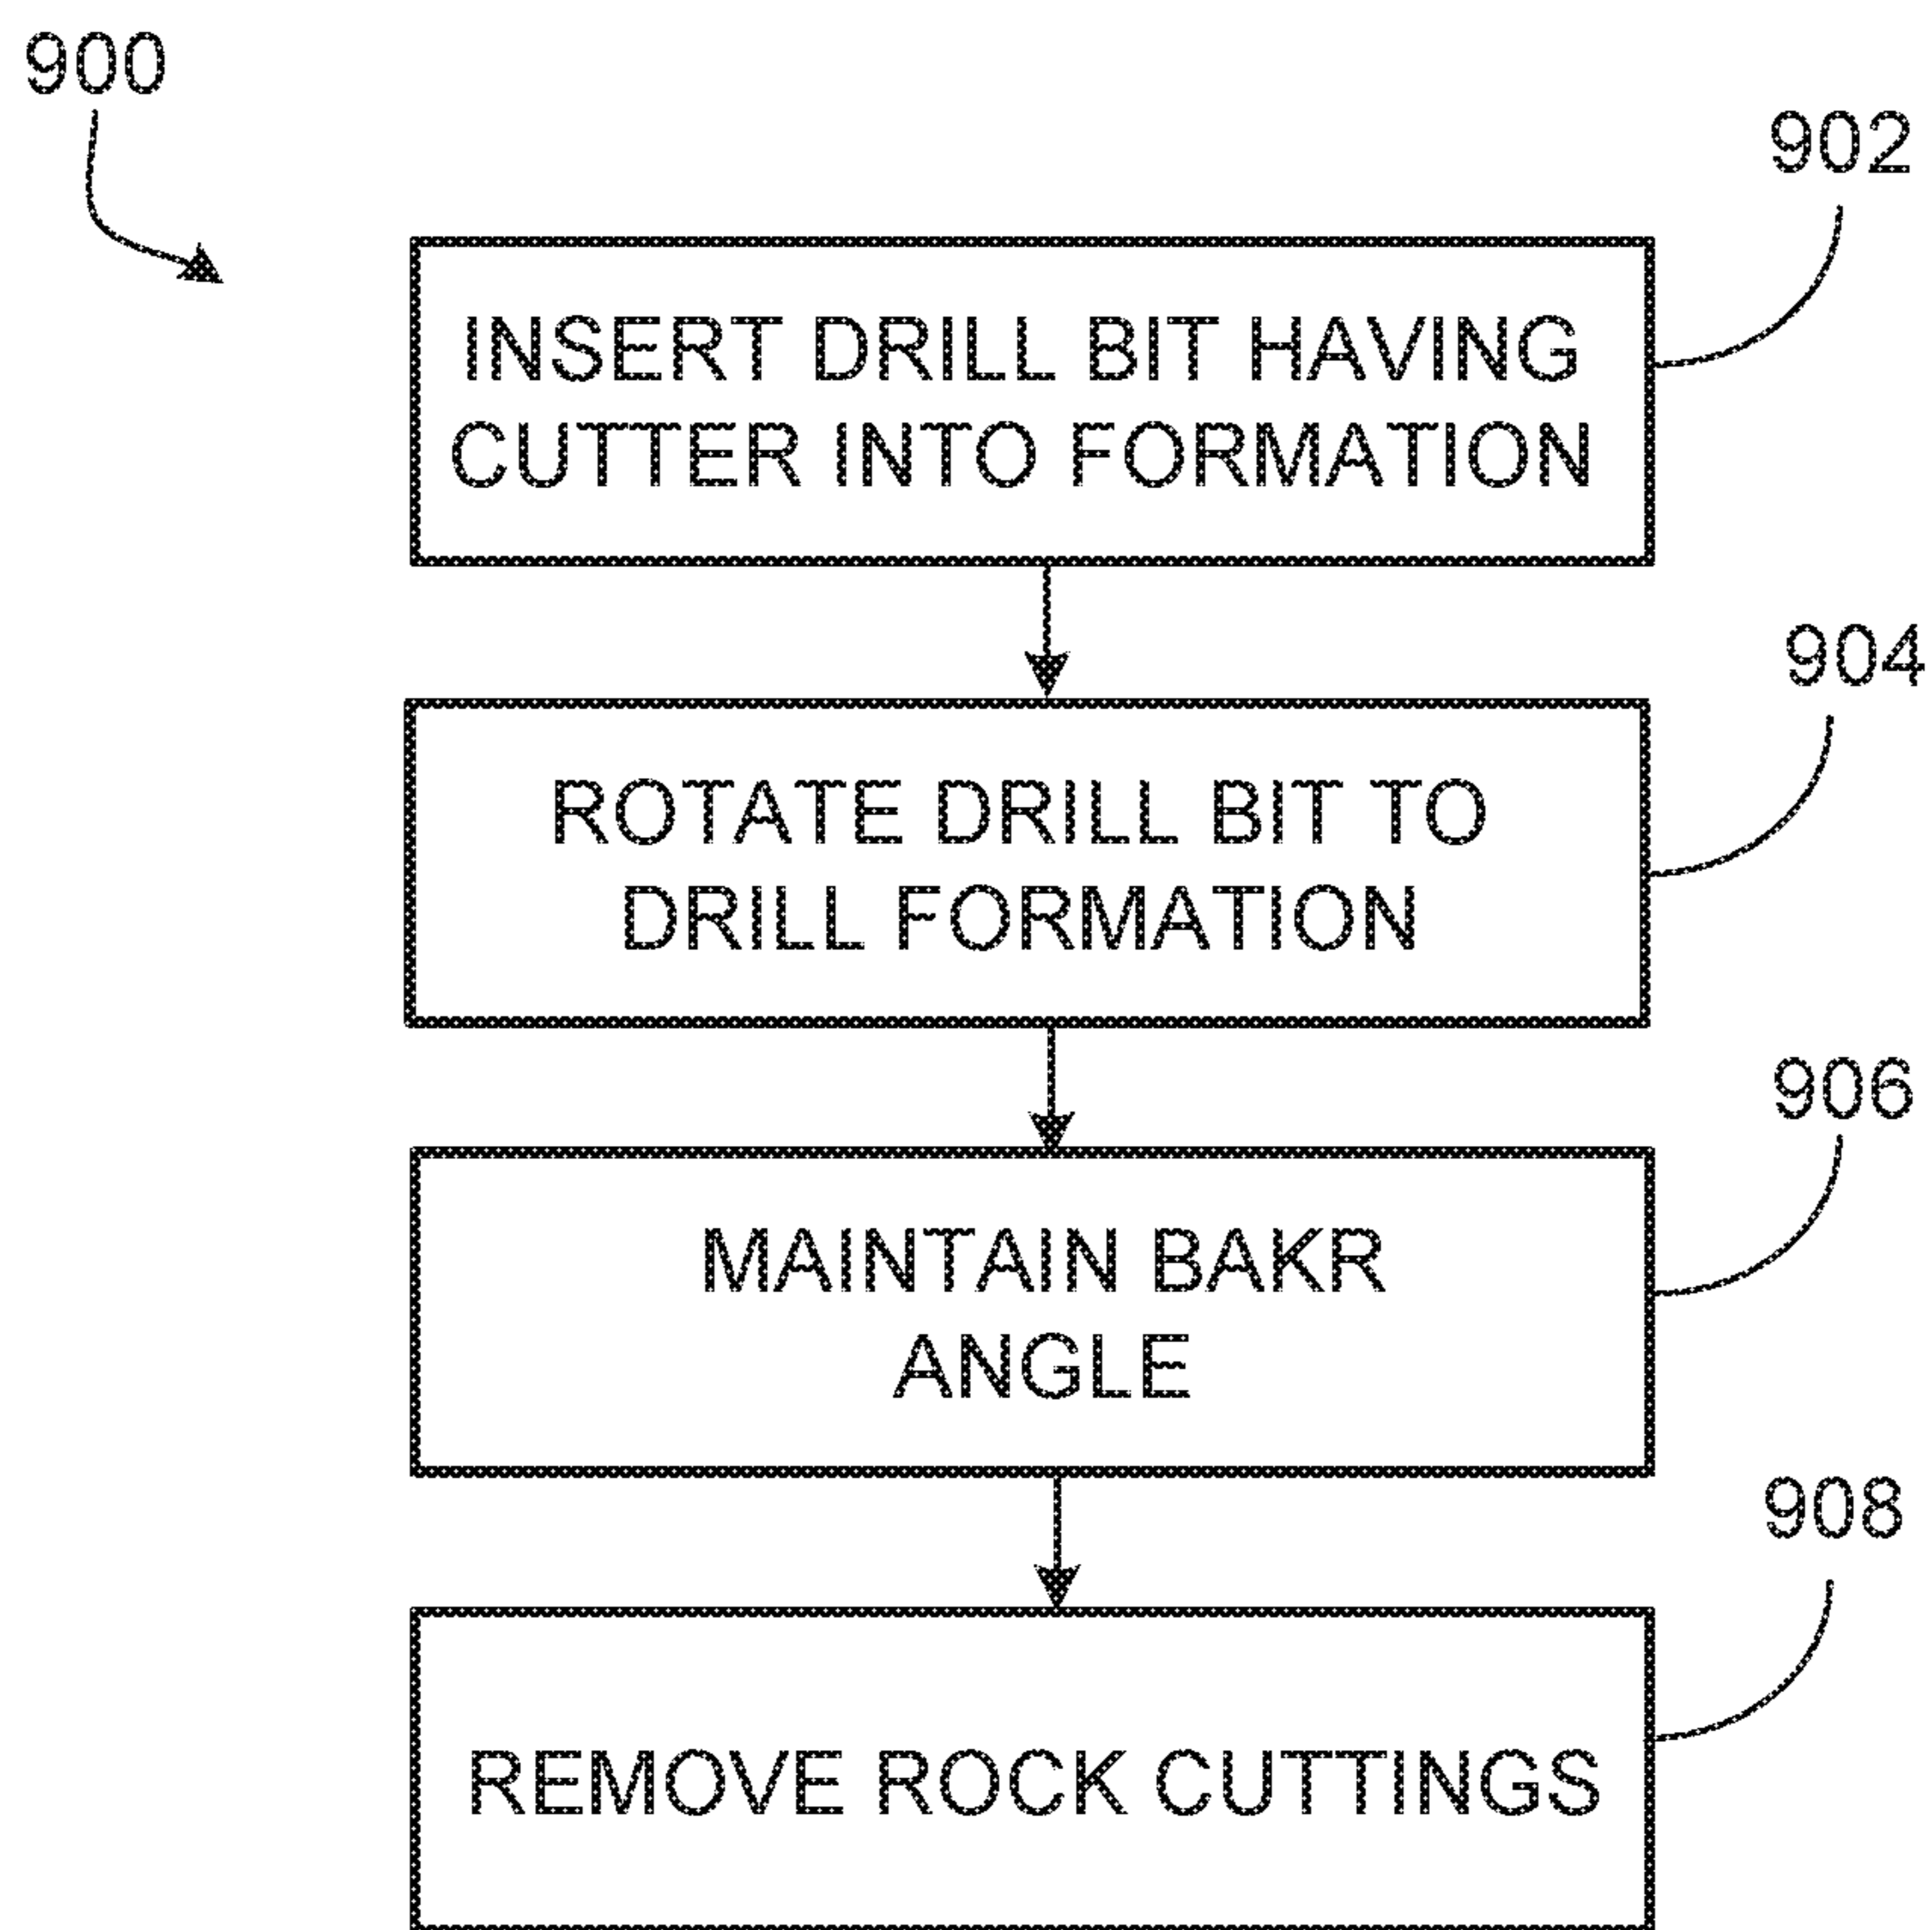 900
902
INSERT DRILL BIT HAVING
CUTTER INTO FORMATION
904
ROTATE DRILL BIT TO
DRILL FORMATION
906
MAINTAIN BAKR
ANGLE
908
REMOVE ROCK CUTTINGS